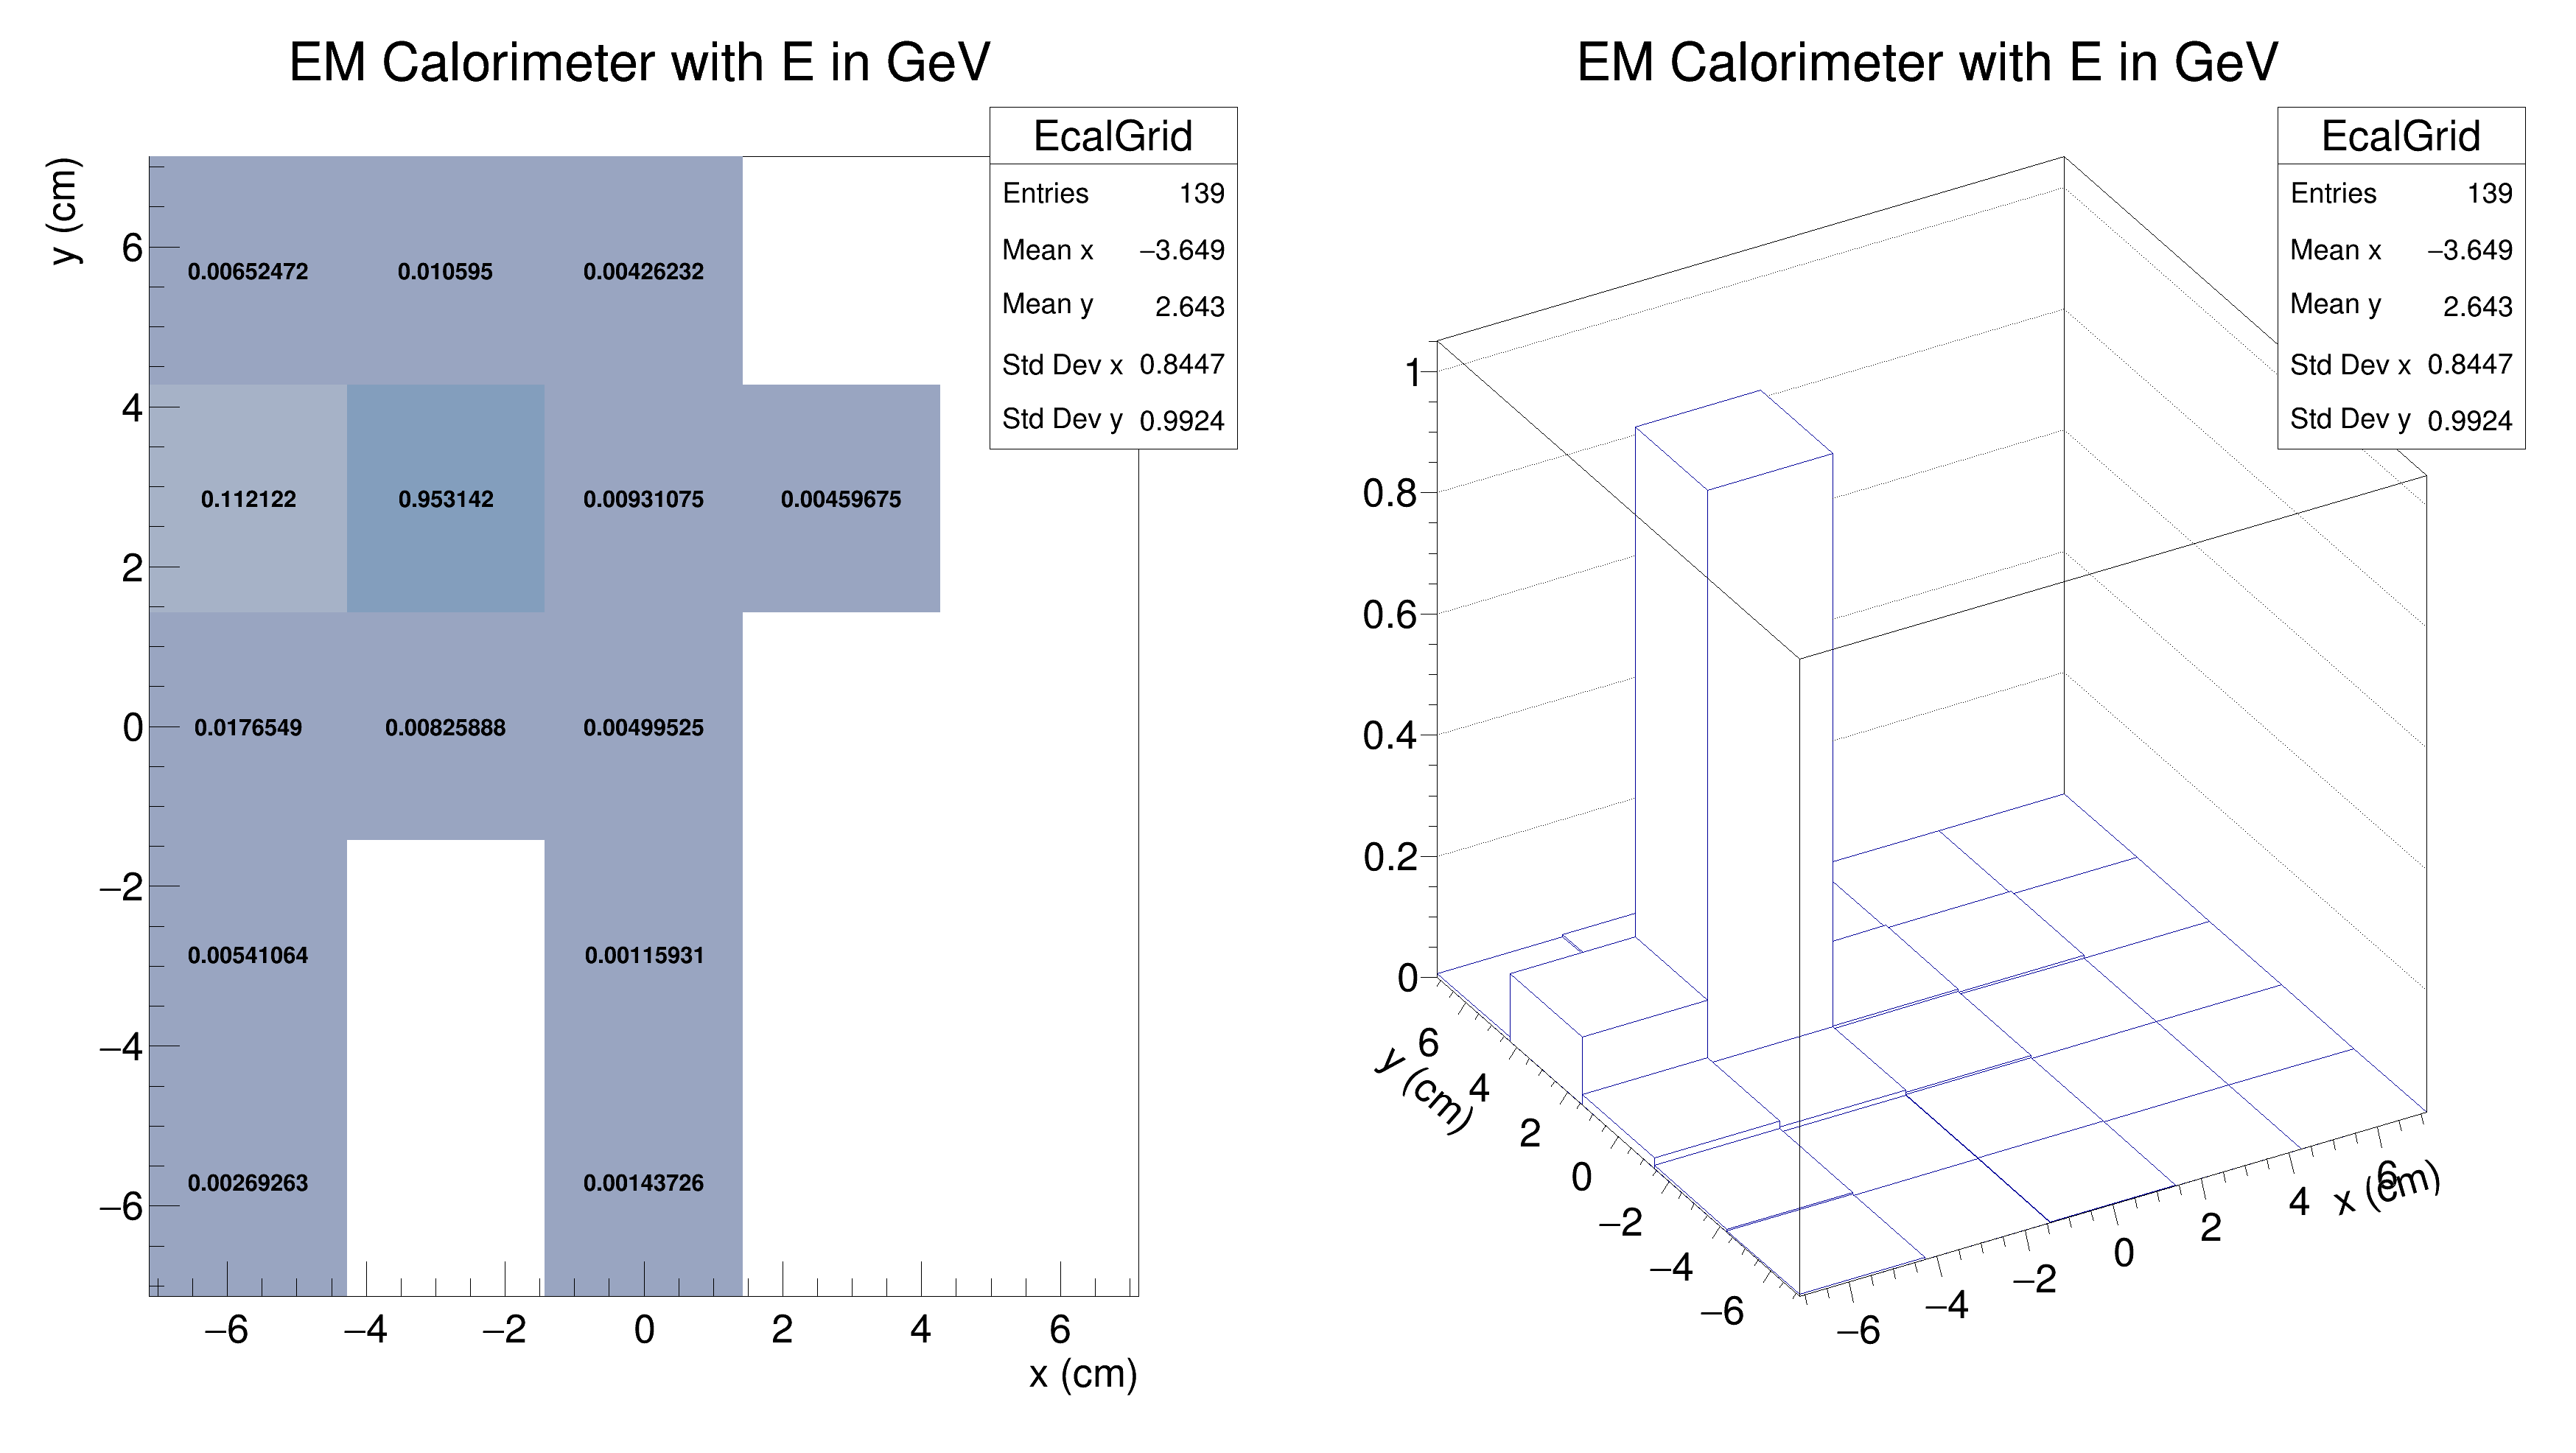 EM Calorimeter with E in GeV
EcalGrid
Entries 139
Mean x −3.649
Mean y 2.643
Std Dev x 0.8447
Std Dev y 0.9924
y (cm)
6
4
2
0
−2
−4
−6
0.00652472 0.010595 0.00426232
0.112122 0.953142 0.00931075 0.00459675
0.0176549 0.00825888 0.00499525
0.00541064 0.00115931
0.00269263 0.00143726
−6 −4 −2 0 2 4 6
x (cm)
EM Calorimeter with E in GeV
EcalGrid
Entries 139
Mean x −3.649
Mean y 2.643
Std Dev x 0.8447
Std Dev y 0.9924
1
0.8
0.6
0.4
0.2
0
y (cm)
6
4
2
0
−2
−4
−6
−6 −4 −2 0 2 4 6
x (cm)